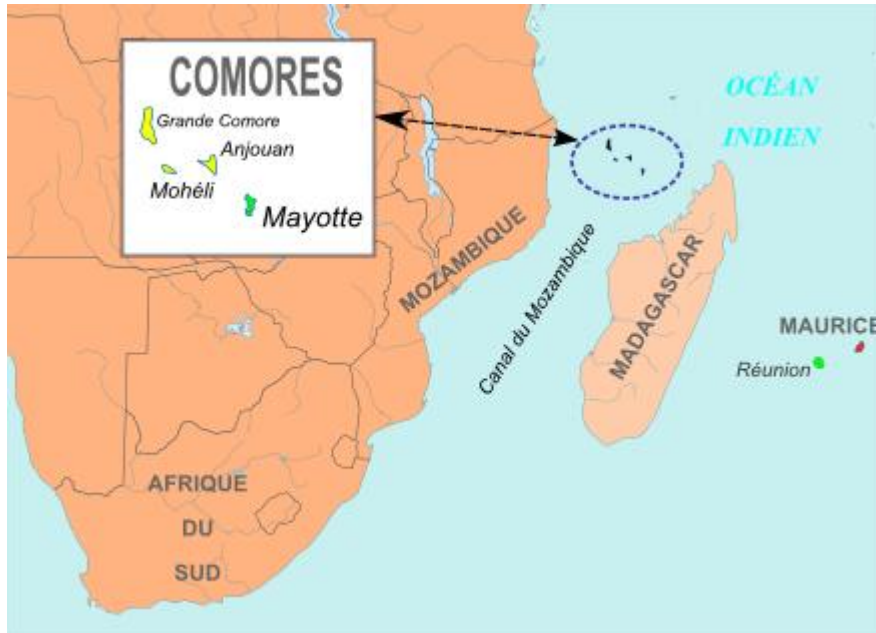 COMORES
Grande Comore
Anjouan
Mohéli
Mayotte
OCÉAN
INDIEN
MOZAMBIQUE
Canal du Mozambique
MADAGASCAR
MAURICE
Réunion
AFRIQUE
DU
SUD